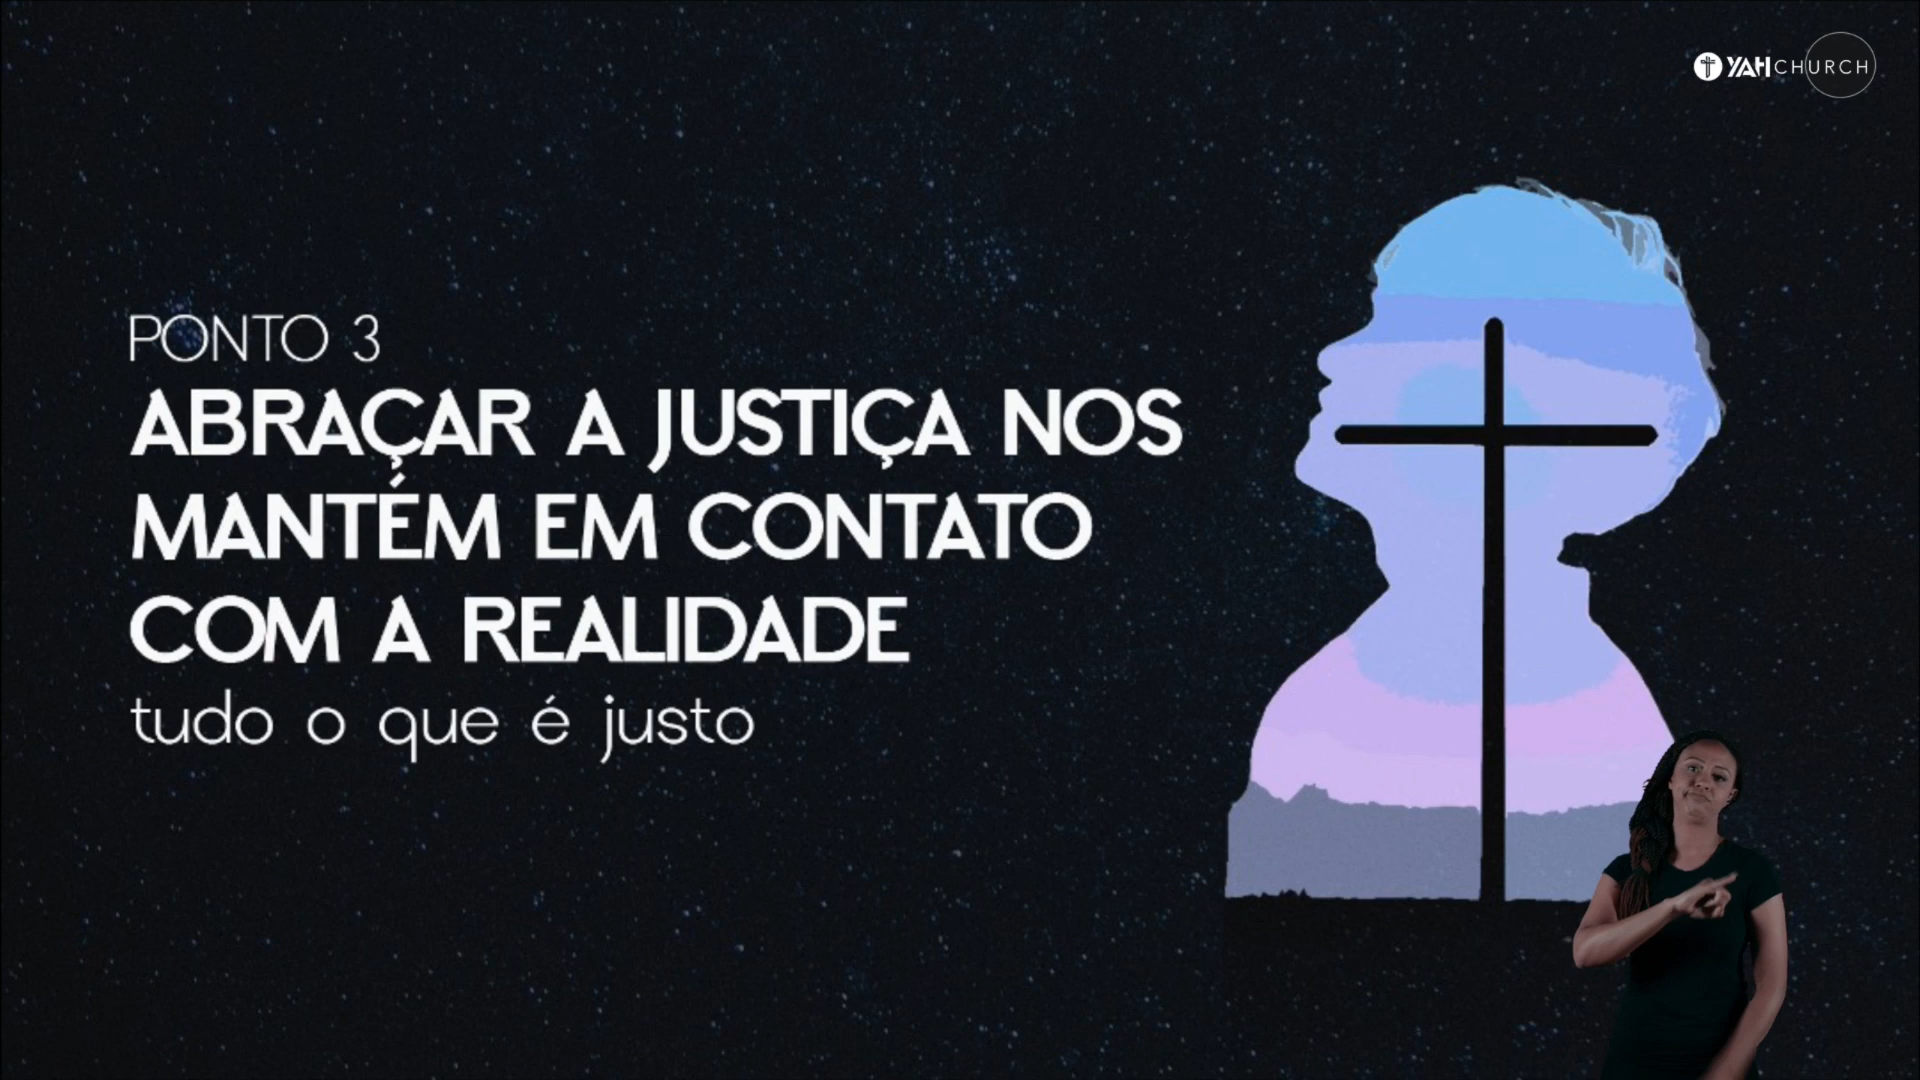 YAH CHURCH
PONTO 3
ABRAÇAR A JUSTIÇA NOS
MANTÉM EM CONTATO
COM A REALIDADE
tudo o que é justo